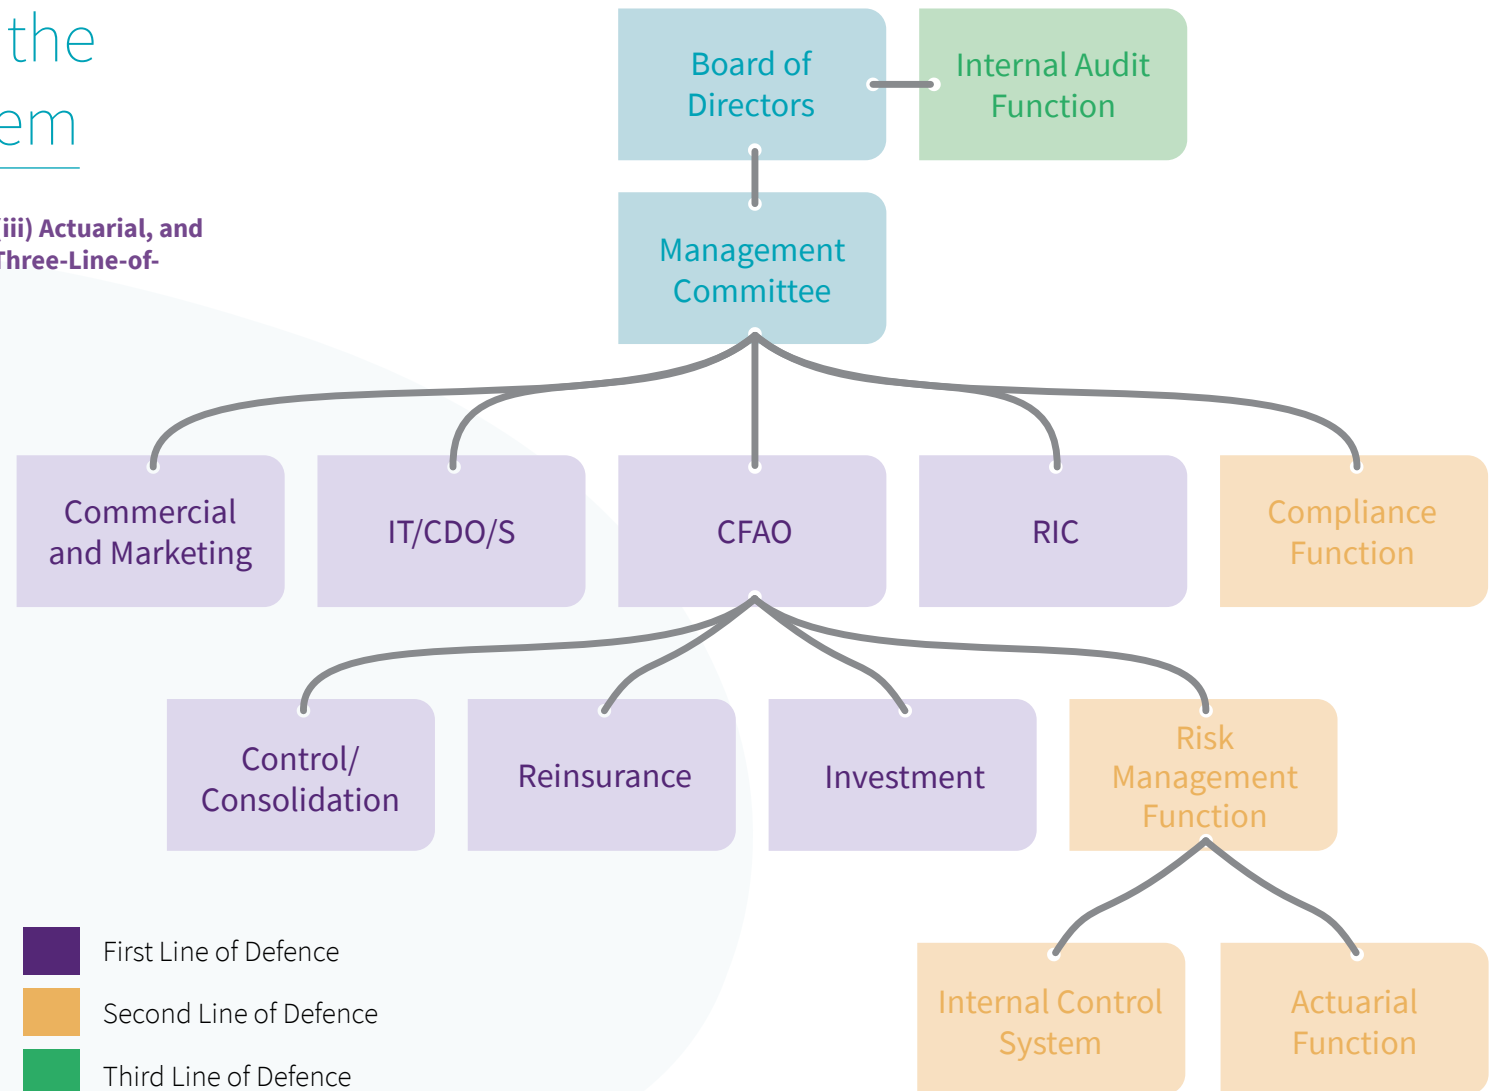 the
em
(iii) Actuarial, and
Three-Line-of-
Board of
Directors
Internal Audit
Function
Management
Committee
Commercial
and Marketing
IT/CDO/S
CFAO
RIC
Compliance
Function
Control/
Consolidation
Reinsurance
Investment
Risk
Management
Function
Internal Control
System
Actuarial
Function
First Line of Defence
Second Line of Defence
Third Line of Defence